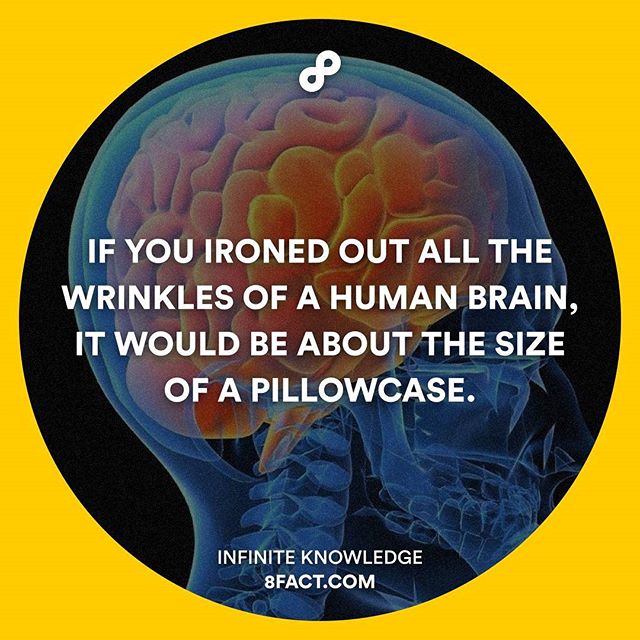 IF YOU IRONED OUT ALL THE
WRINKLES OF A HUMAN BRAIN,
IT WOULD BE ABOUT THE SIZE
OF A PILLOWCASE.
INFINITE KNOWLEDGE
8FACT.COM